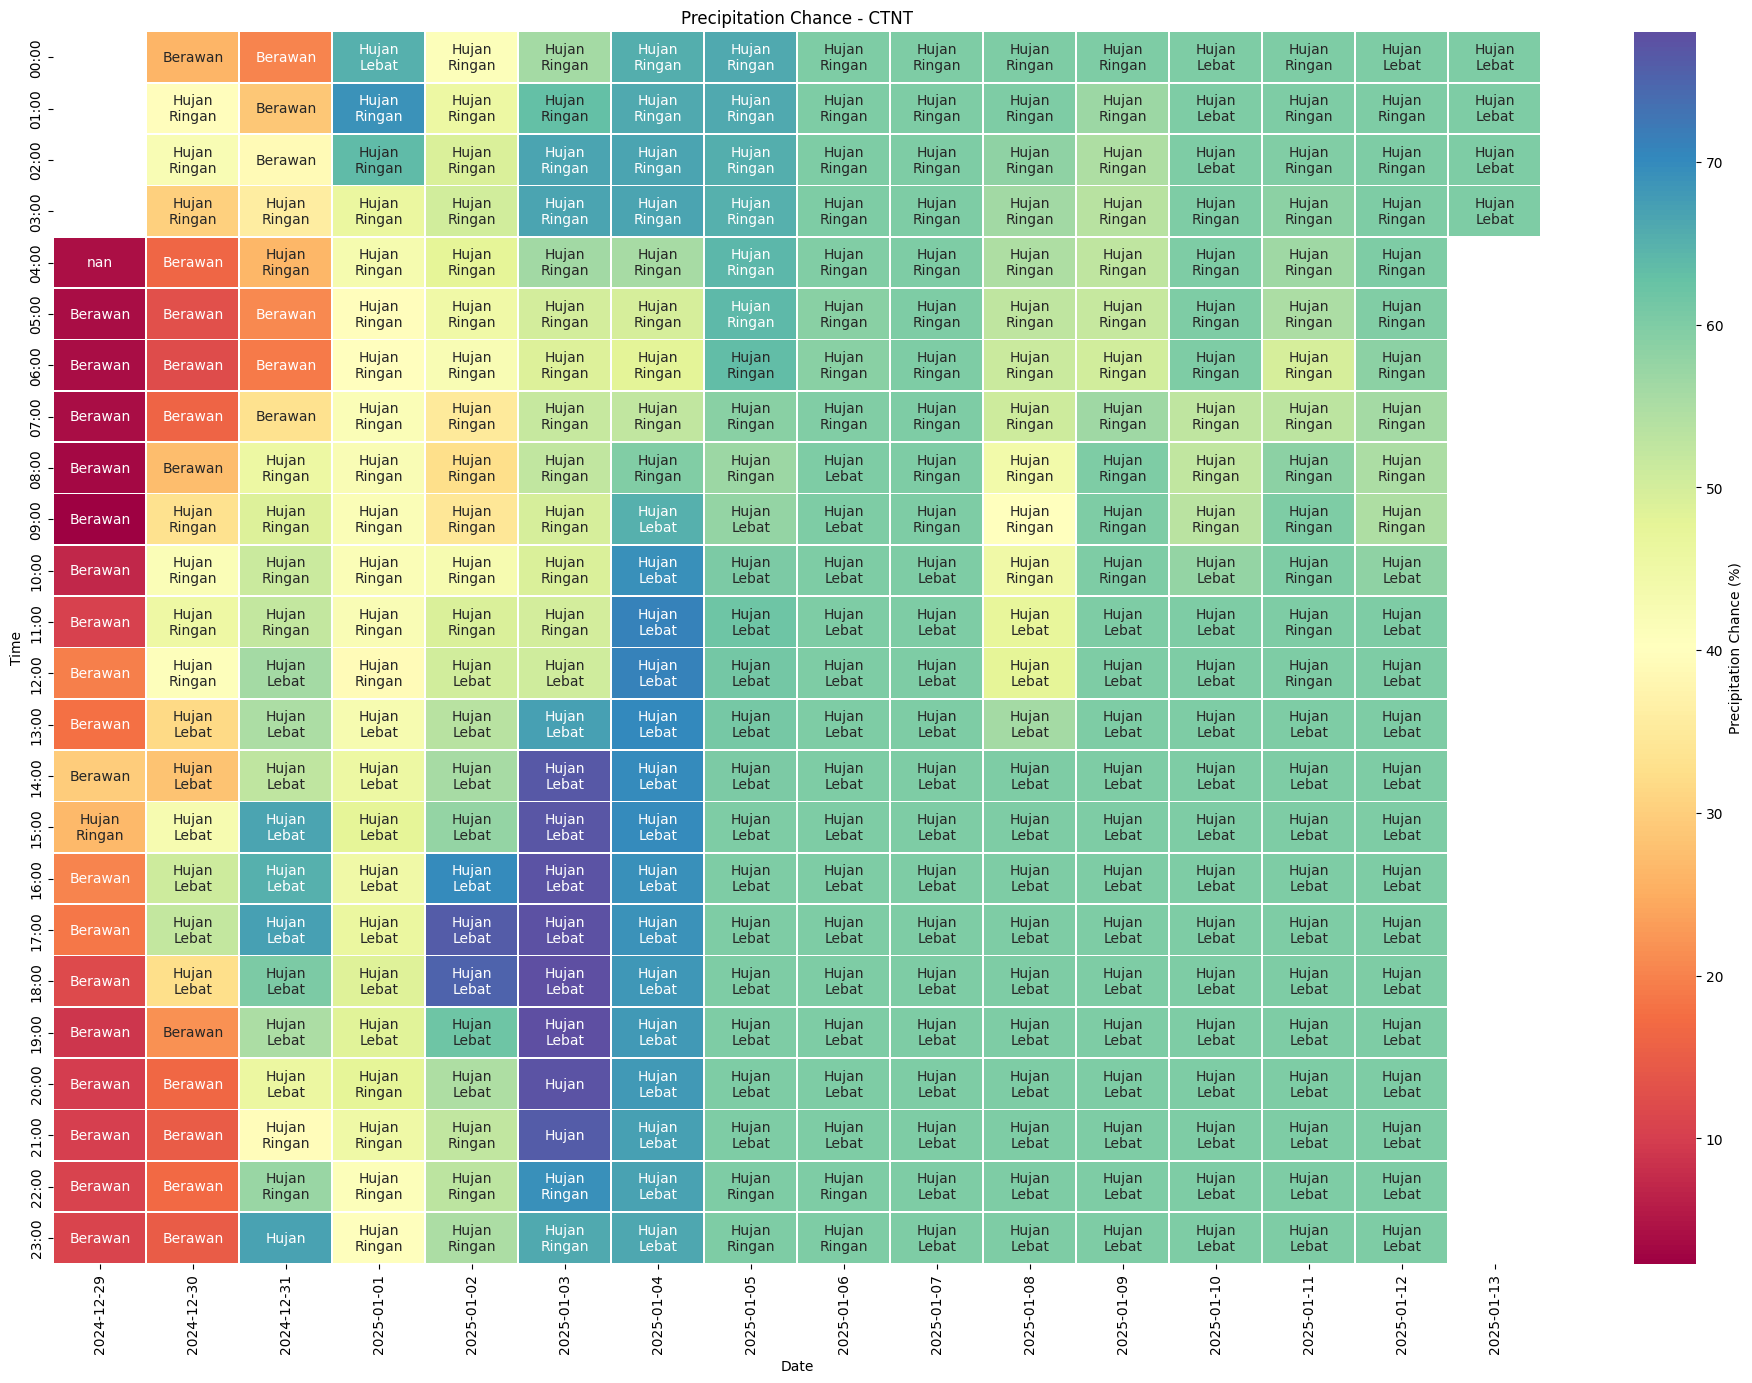 Precipitation Chance - CTNT
Time
00:00 Berawan Berawan Hujan Lebat Hujan Ringan Hujan Ringan Hujan Ringan Hujan Ringan Hujan Ringan Hujan Ringan Hujan Ringan Hujan Ringan Hujan Lebat Hujan Ringan Hujan Lebat Hujan Lebat
01:00 Hujan Ringan Berawan Hujan Ringan Hujan Ringan Hujan Ringan Hujan Ringan Hujan Ringan Hujan Ringan Hujan Ringan Hujan Ringan Hujan Ringan Hujan Lebat Hujan Ringan Hujan Ringan Hujan Lebat
02:00 Hujan Ringan Berawan Hujan Ringan Hujan Ringan Hujan Ringan Hujan Ringan Hujan Ringan Hujan Ringan Hujan Ringan Hujan Ringan Hujan Ringan Hujan Lebat Hujan Ringan Hujan Ringan Hujan Lebat
03:00 Hujan Ringan Hujan Ringan Hujan Ringan Hujan Ringan Hujan Ringan Hujan Ringan Hujan Ringan Hujan Ringan Hujan Ringan Hujan Ringan Hujan Ringan Hujan Ringan Hujan Ringan Hujan Ringan Hujan Lebat
04:00 nan Berawan Hujan Ringan Hujan Ringan Hujan Ringan Hujan Ringan Hujan Ringan Hujan Ringan Hujan Ringan Hujan Ringan Hujan Ringan Hujan Ringan Hujan Ringan Hujan Ringan Hujan Ringan
05:00 Berawan Berawan Berawan Hujan Ringan Hujan Ringan Hujan Ringan Hujan Ringan Hujan Ringan Hujan Ringan Hujan Ringan Hujan Ringan Hujan Ringan Hujan Ringan Hujan Ringan Hujan Ringan
06:00 Berawan Berawan Berawan Hujan Ringan Hujan Ringan Hujan Ringan Hujan Ringan Hujan Ringan Hujan Ringan Hujan Ringan Hujan Ringan Hujan Ringan Hujan Ringan Hujan Ringan Hujan Ringan
07:00 Berawan Berawan Berawan Hujan Ringan Hujan Ringan Hujan Ringan Hujan Ringan Hujan Ringan Hujan Ringan Hujan Ringan Hujan Ringan Hujan Ringan Hujan Ringan Hujan Ringan Hujan Ringan
08:00 Berawan Berawan Hujan Ringan Hujan Ringan Hujan Ringan Hujan Ringan Hujan Ringan Hujan Ringan Hujan Lebat Hujan Ringan Hujan Ringan Hujan Ringan Hujan Ringan Hujan Ringan Hujan Ringan
09:00 Berawan Hujan Ringan Hujan Ringan Hujan Ringan Hujan Ringan Hujan Ringan Hujan Lebat Hujan Lebat Hujan Lebat Hujan Ringan Hujan Ringan Hujan Ringan Hujan Ringan Hujan Ringan Hujan Ringan
10:00 Berawan Hujan Ringan Hujan Ringan Hujan Ringan Hujan Ringan Hujan Ringan Hujan Lebat Hujan Lebat Hujan Lebat Hujan Lebat Hujan Ringan Hujan Ringan Hujan Lebat Hujan Ringan Hujan Lebat
11:00 Berawan Hujan Ringan Hujan Ringan Hujan Ringan Hujan Ringan Hujan Ringan Hujan Lebat Hujan Lebat Hujan Lebat Hujan Lebat Hujan Lebat Hujan Lebat Hujan Lebat Hujan Ringan Hujan Lebat
12:00 Berawan Hujan Ringan Hujan Lebat Hujan Ringan Hujan Lebat Hujan Lebat Hujan Lebat Hujan Lebat Hujan Lebat Hujan Lebat Hujan Lebat Hujan Lebat Hujan Lebat Hujan Ringan Hujan Lebat
13:00 Berawan Hujan Lebat Hujan Lebat Hujan Lebat Hujan Lebat Hujan Lebat Hujan Lebat Hujan Lebat Hujan Lebat Hujan Lebat Hujan Lebat Hujan Lebat Hujan Lebat Hujan Lebat Hujan Lebat
14:00 Berawan Hujan Lebat Hujan Lebat Hujan Lebat Hujan Lebat Hujan Lebat Hujan Lebat Hujan Lebat Hujan Lebat Hujan Lebat Hujan Lebat Hujan Lebat Hujan Lebat Hujan Lebat Hujan Lebat
15:00 Hujan Ringan Hujan Lebat Hujan Lebat Hujan Lebat Hujan Lebat Hujan Lebat Hujan Lebat Hujan Lebat Hujan Lebat Hujan Lebat Hujan Lebat Hujan Lebat Hujan Lebat Hujan Lebat Hujan Lebat
16:00 Berawan Hujan Lebat Hujan Lebat Hujan Lebat Hujan Lebat Hujan Lebat Hujan Lebat Hujan Lebat Hujan Lebat Hujan Lebat Hujan Lebat Hujan Lebat Hujan Lebat Hujan Lebat Hujan Lebat
17:00 Berawan Hujan Lebat Hujan Lebat Hujan Lebat Hujan Lebat Hujan Lebat Hujan Lebat Hujan Lebat Hujan Lebat Hujan Lebat Hujan Lebat Hujan Lebat Hujan Lebat Hujan Lebat Hujan Lebat
18:00 Berawan Hujan Lebat Hujan Lebat Hujan Lebat Hujan Lebat Hujan Lebat Hujan Lebat Hujan Lebat Hujan Lebat Hujan Lebat Hujan Lebat Hujan Lebat Hujan Lebat Hujan Lebat Hujan Lebat
19:00 Berawan Berawan Hujan Lebat Hujan Lebat Hujan Lebat Hujan Lebat Hujan Lebat Hujan Lebat Hujan Lebat Hujan Lebat Hujan Lebat Hujan Lebat Hujan Lebat Hujan Lebat Hujan Lebat
20:00 Berawan Berawan Hujan Lebat Hujan Ringan Hujan Lebat Hujan Hujan Lebat Hujan Lebat Hujan Lebat Hujan Lebat Hujan Lebat Hujan Lebat Hujan Lebat Hujan Lebat Hujan Lebat
21:00 Berawan Berawan Hujan Ringan Hujan Ringan Hujan Ringan Hujan Hujan Lebat Hujan Lebat Hujan Lebat Hujan Lebat Hujan Lebat Hujan Lebat Hujan Lebat Hujan Lebat Hujan Lebat
22:00 Berawan Berawan Hujan Ringan Hujan Ringan Hujan Ringan Hujan Ringan Hujan Lebat Hujan Ringan Hujan Ringan Hujan Lebat Hujan Lebat Hujan Lebat Hujan Lebat Hujan Lebat Hujan Lebat
23:00 Berawan Berawan Hujan Hujan Ringan Hujan Ringan Hujan Ringan Hujan Lebat Hujan Ringan Hujan Ringan Hujan Lebat Hujan Lebat Hujan Lebat Hujan Lebat Hujan Lebat Hujan Lebat
2024-12-29 2024-12-30 2024-12-31 2025-01-01 2025-01-02 2025-01-03 2025-01-04 2025-01-05 2025-01-06 2025-01-07 2025-01-08 2025-01-09 2025-01-10 2025-01-11 2025-01-12 2025-01-13
Date
70
60
50
40
30
20
10
Precipitation Chance (%)